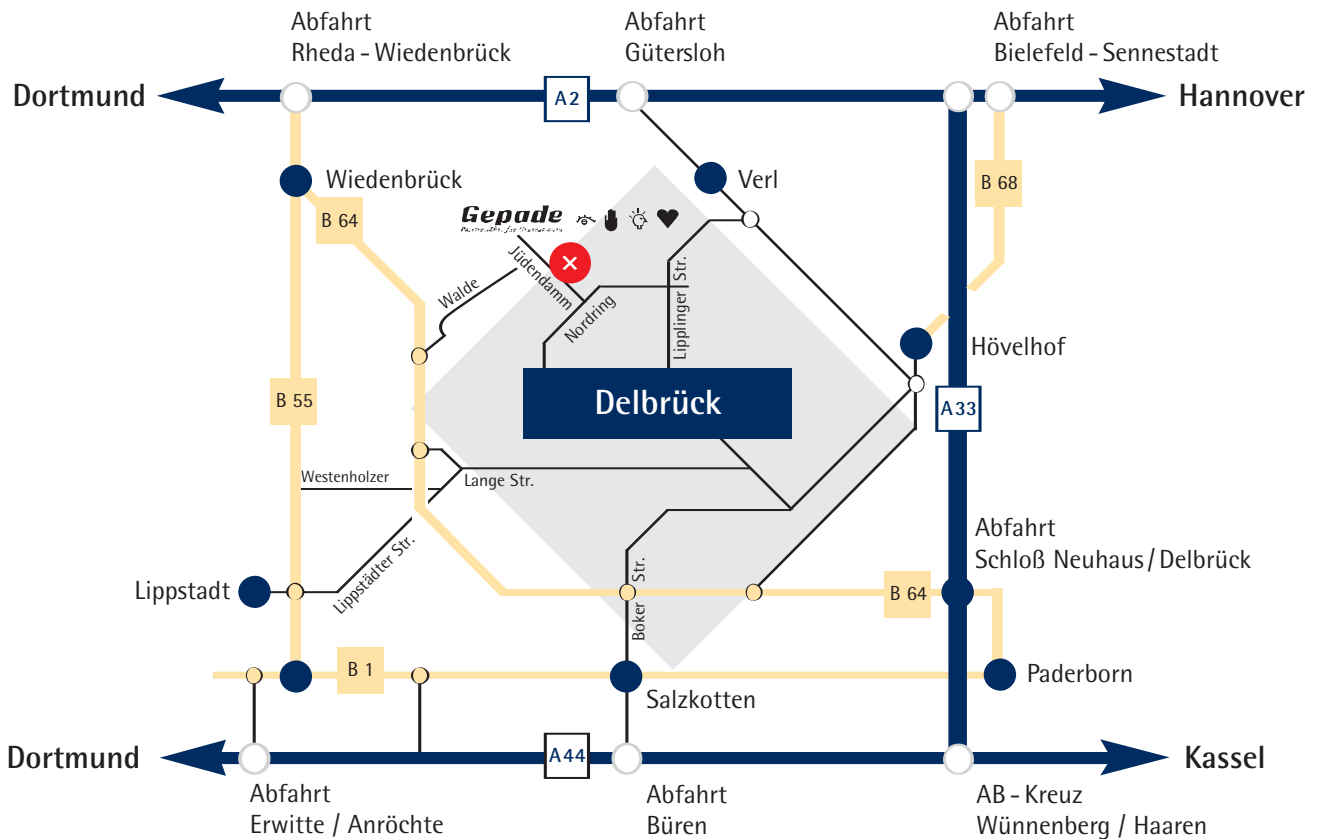 Abfahrt
Rheda - Wiedenbrück
Abfahrt
Gütersloh
Abfahrt
Bielefeld - Sennestadt
Dortmund
A2
Hannover
Wiedenbrück
Verl
B 68
B 64
Gepade
Jüdendamm
Walde
Nordring
Lipplinger Str.
Hövelhof
B 55
Delbrück
A33
Westenholzer
Lange Str.
Lippstädter Str.
Abfahrt
Schloß Neuhaus / Delbrück
Lippstadt
Boker Str.
B 64
B 1
Salzkotten
Paderborn
Dortmund
A44
Kassel
Abfahrt
Erwitte / Anröchte
Abfahrt
Büren
AB - Kreuz
Wünnenberg / Haaren